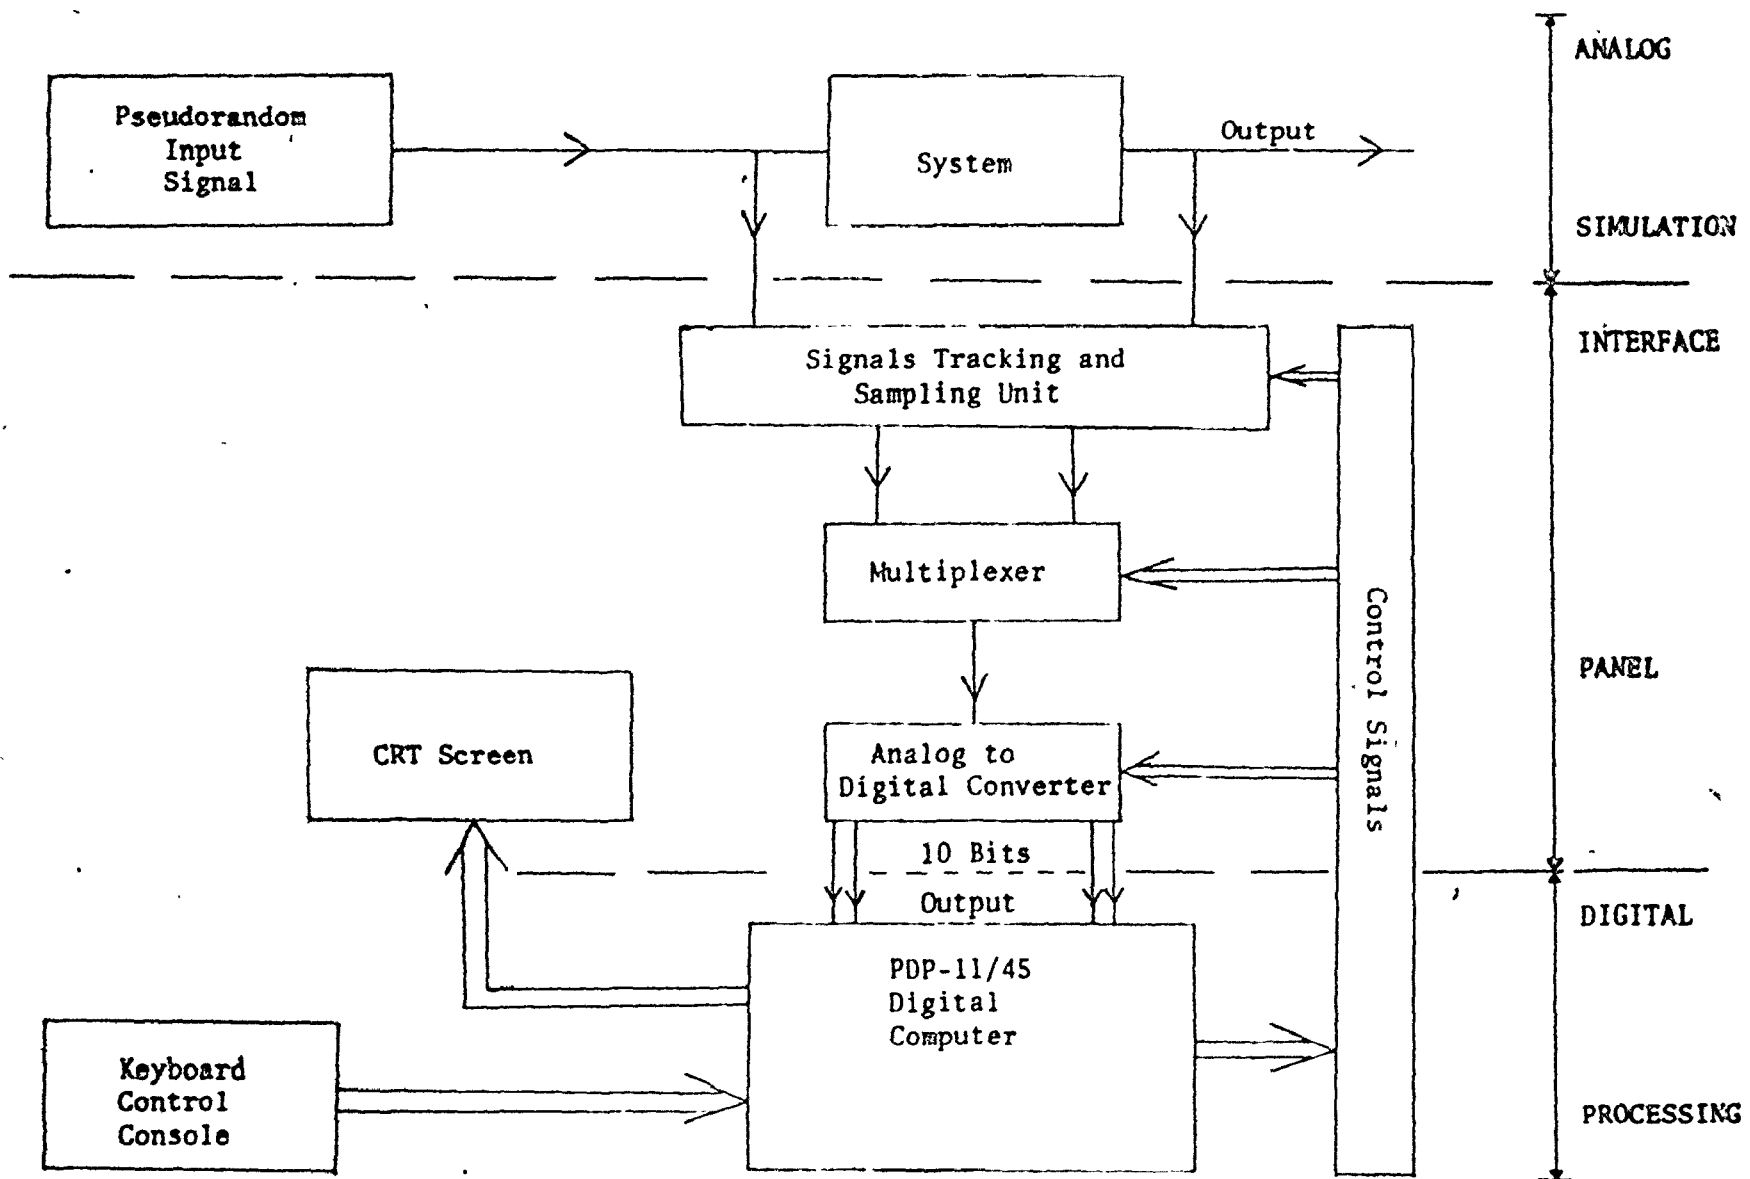 ANALOG
Pseudorandom
Input
Signal
System
Output
SIMULATION
INTERFACE
Signals Tracking and
Sampling Unit
Multiplexer
Control Signals
PANEL
CRT Screen
Analog to
Digital Converter
10 Bits
Output
DIGITAL
PDP-11/45
Digital
Computer
Keyboard
Control
Console
PROCESSING